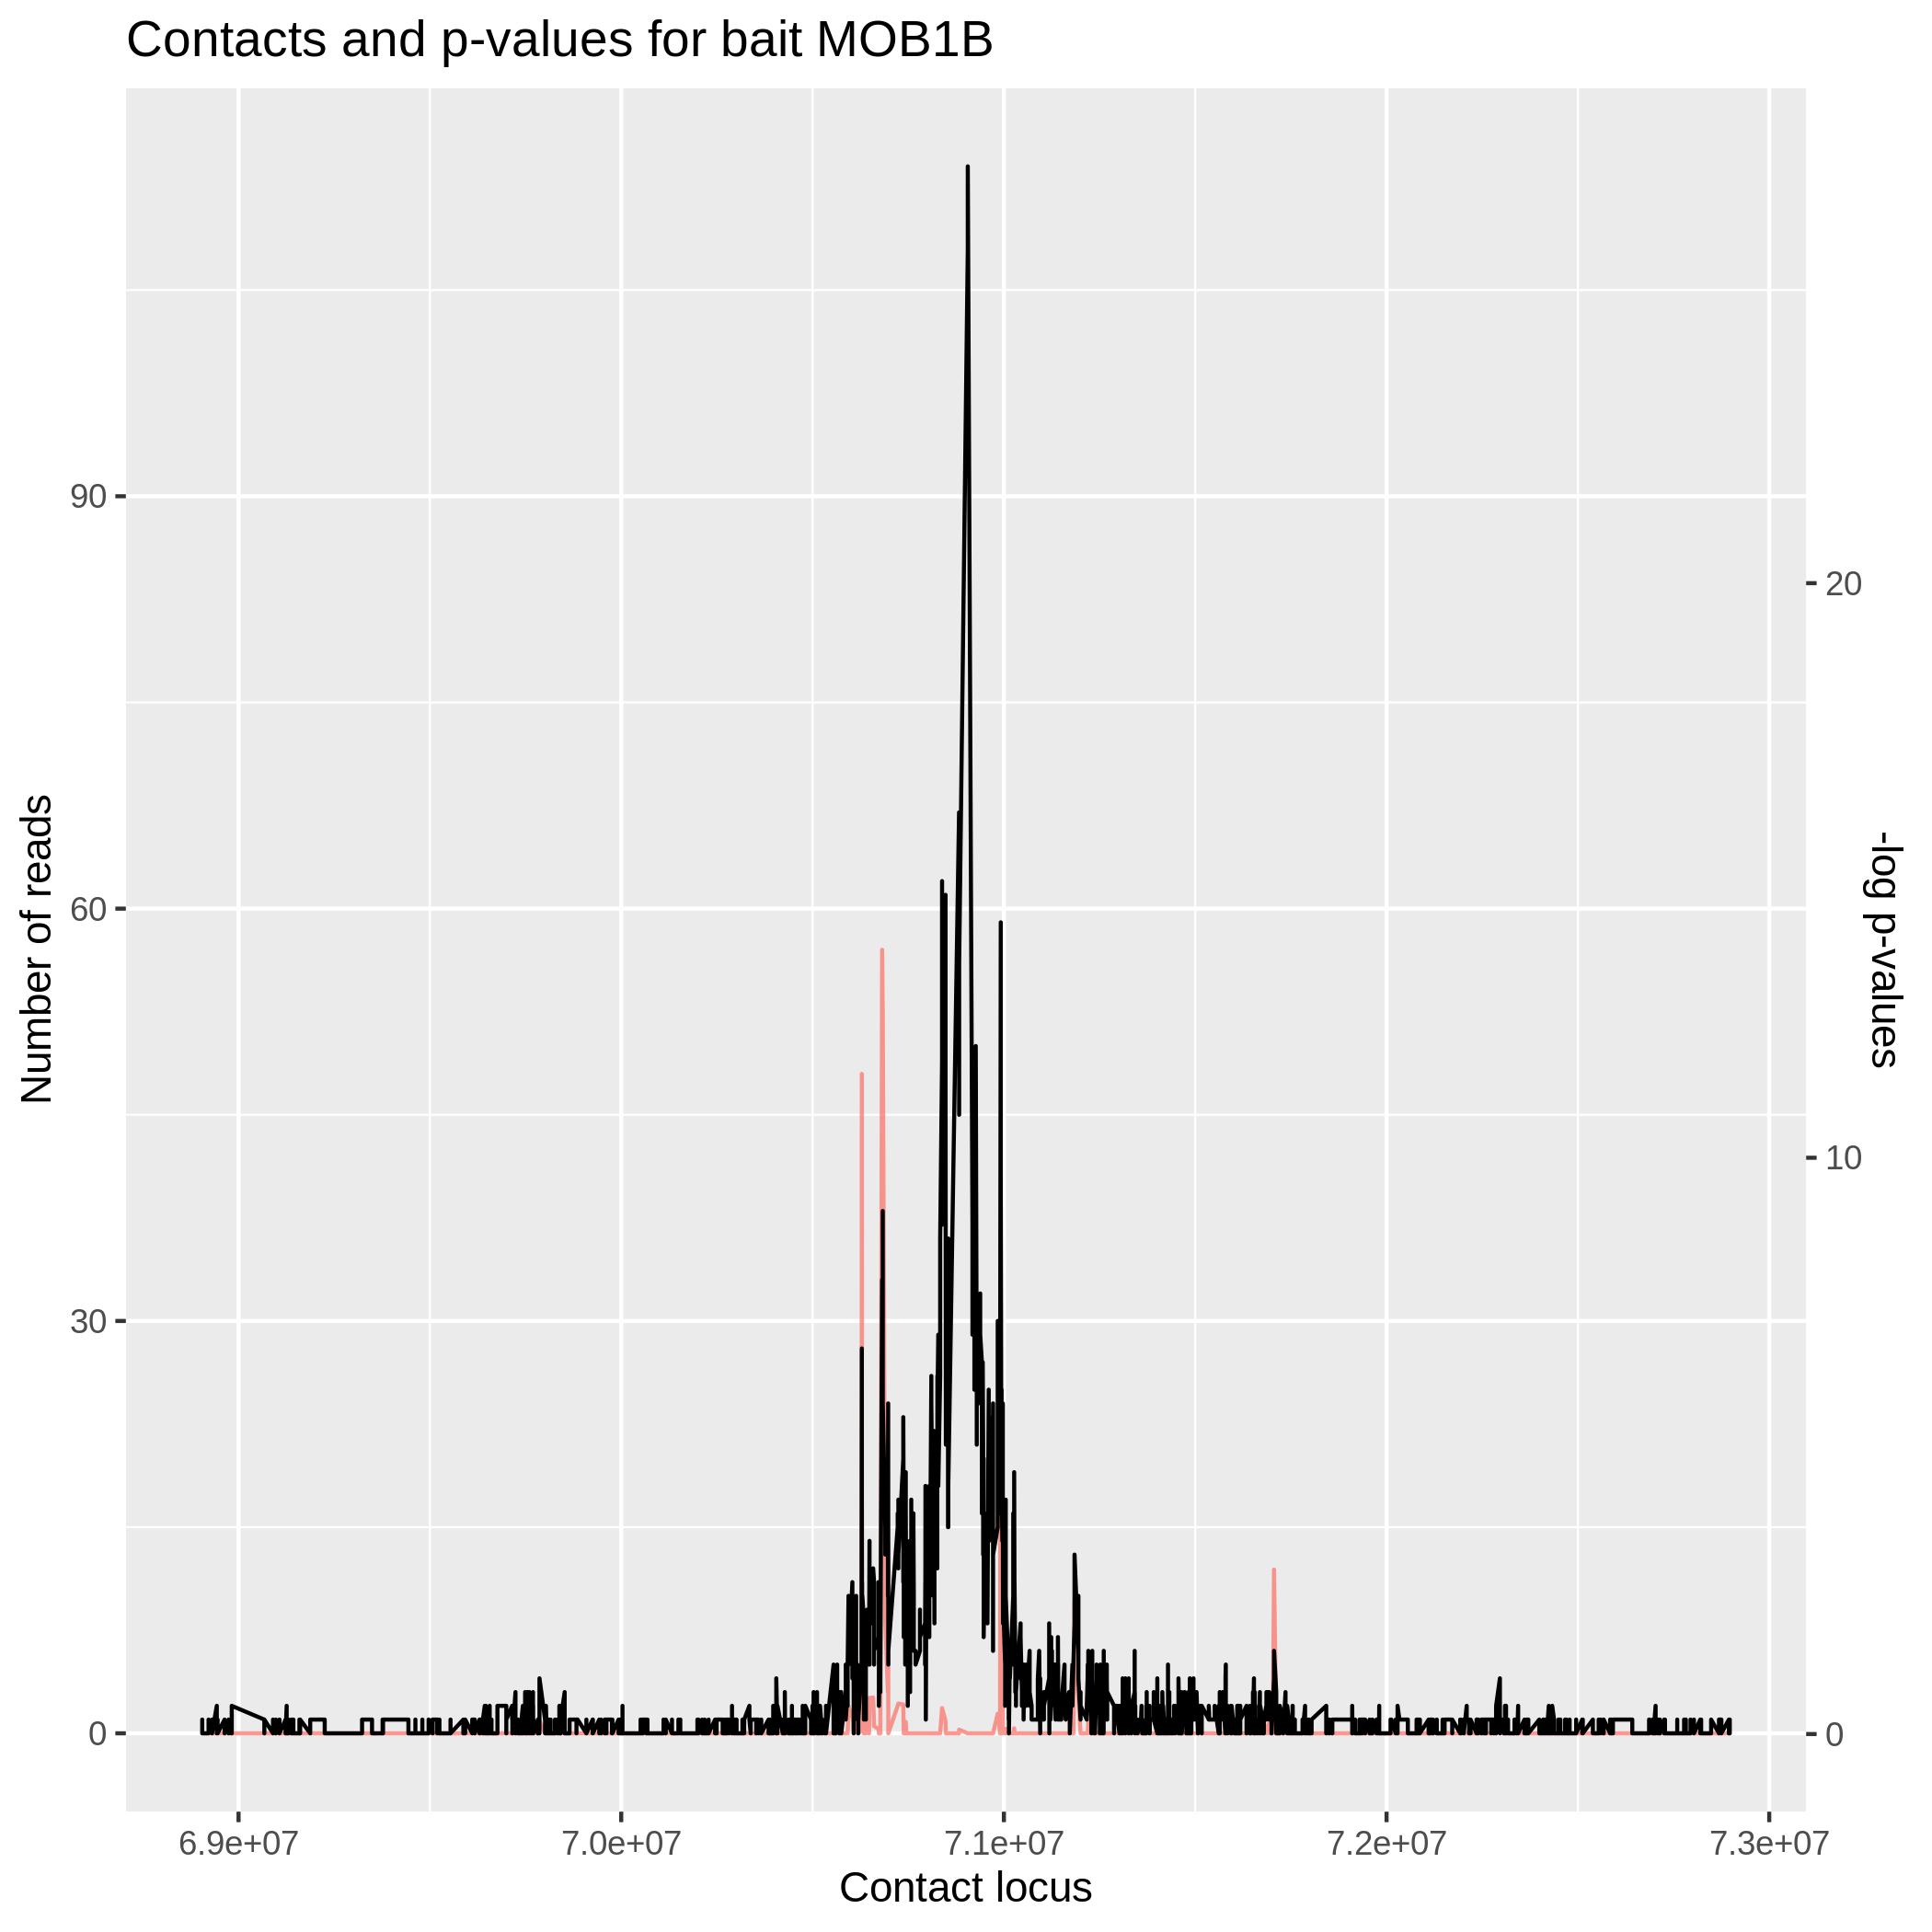 Contacts and p-values for bait MOB1B
Number of reads
90
60
30
0
20
10
0
-log p-values
6.9e+07
7.0e+07
7.1e+07
7.2e+07
7.3e+07
Contact locus